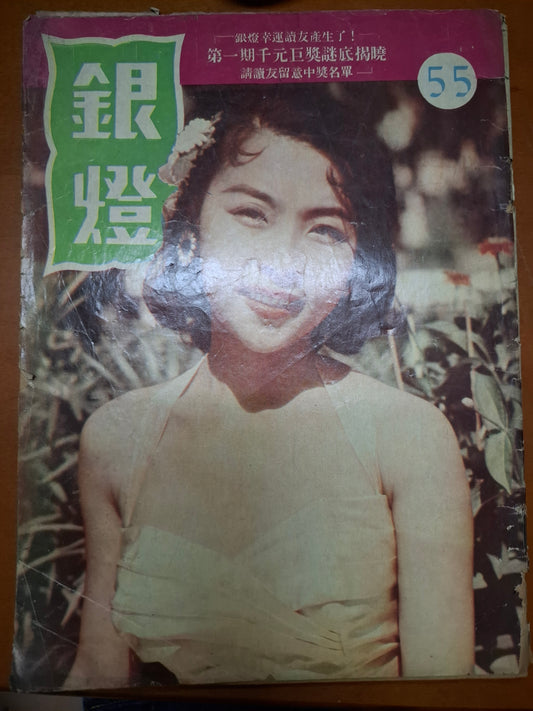 銀燈幸運讀友產生了！
第一期千元巨獎謎底揭曉
請讀友留意中獎名單
銀燈
55